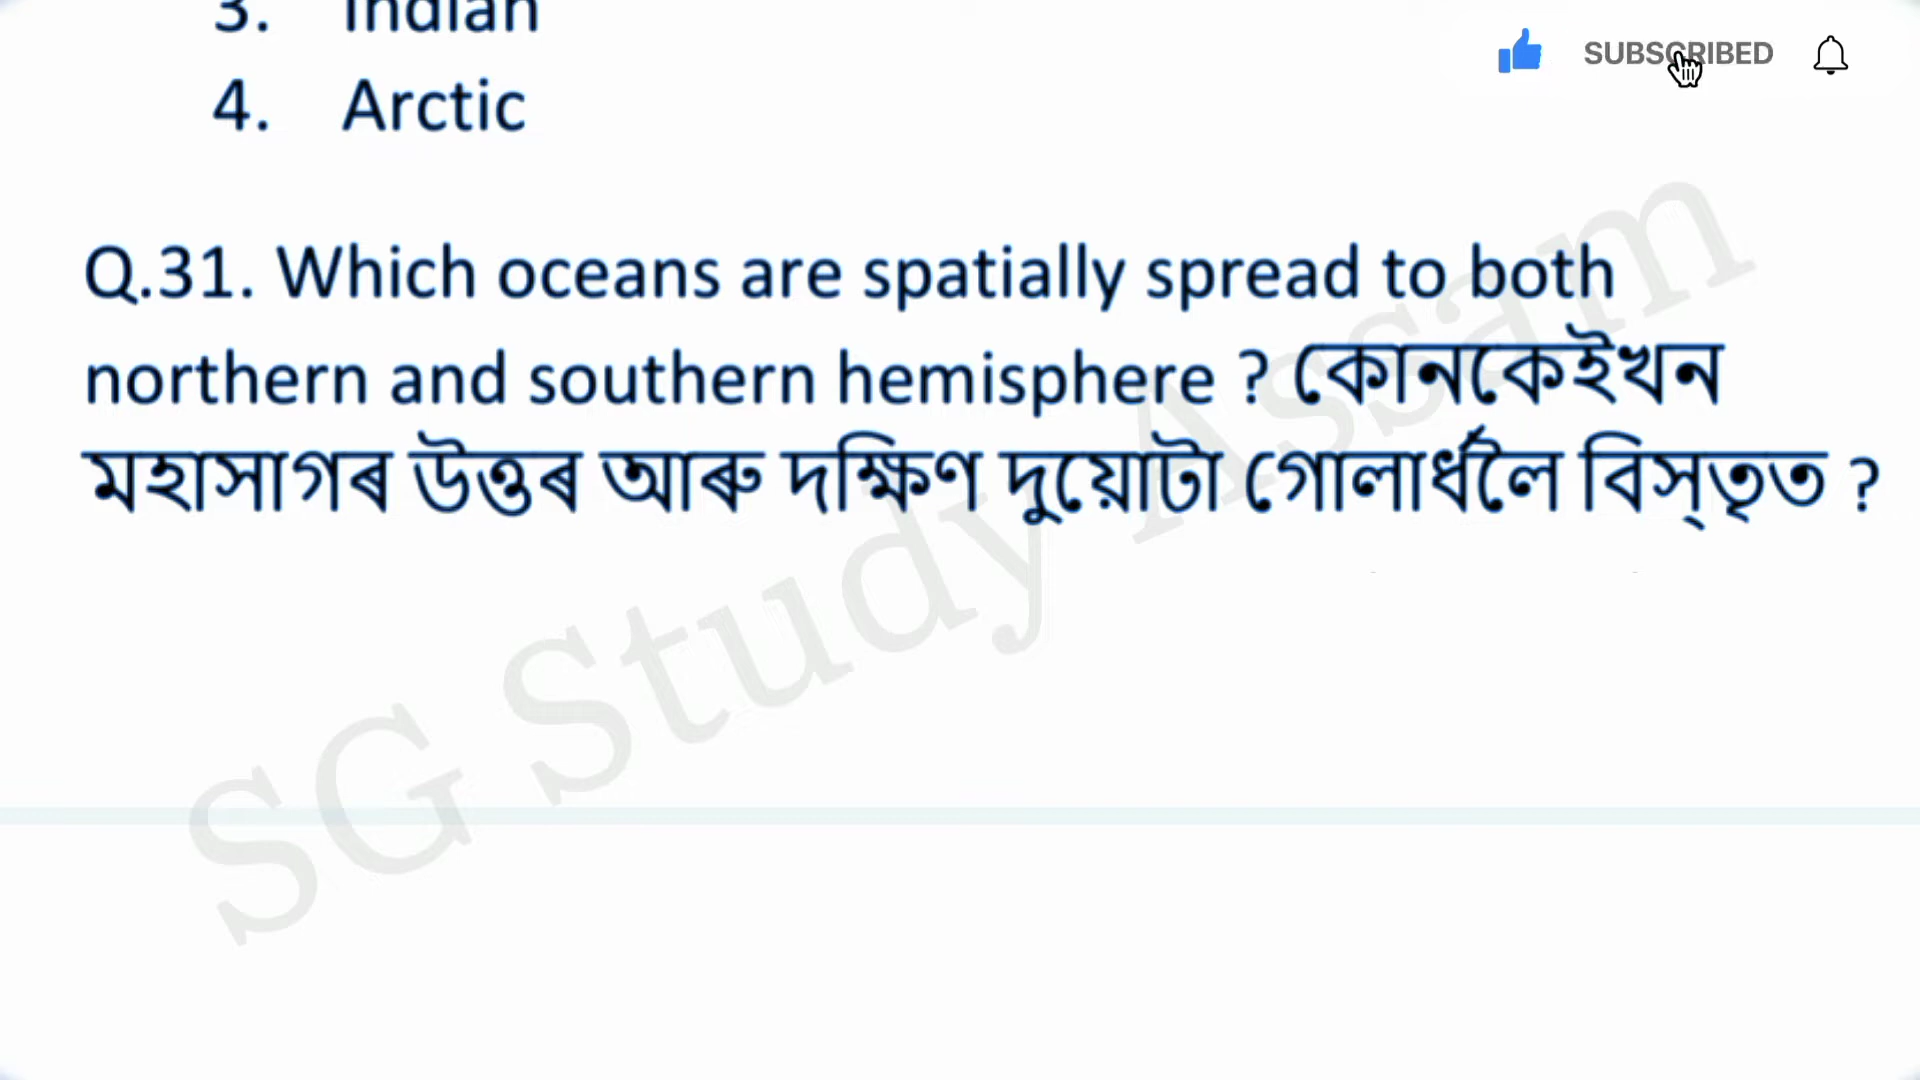 3. Indian
SUBSCRIBED
4. Arctic
Q.31. Which oceans are spatially spread to both
northern and southern hemisphere ? কোনকেইখন
মহাসাগৰ উত্তৰ আৰু দক্ষিণ দুয়োটা গোলাৰ্ধলৈ বিস্তৃত ?
SG Study Assam